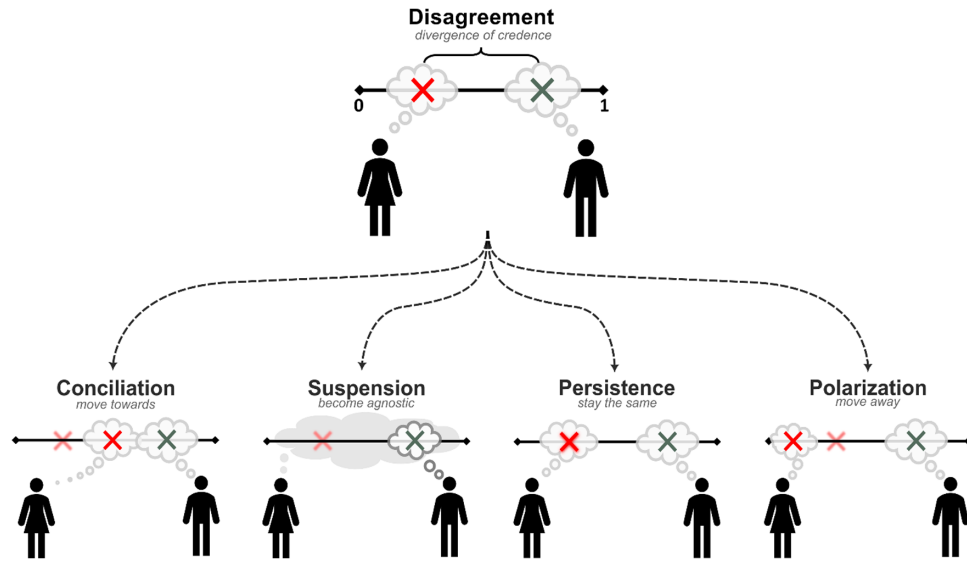 Disagreement
divergence of credence
0 1
Conciliation
move towards
Suspension
become agnostic
Persistence
stay the same
Polarization
move away